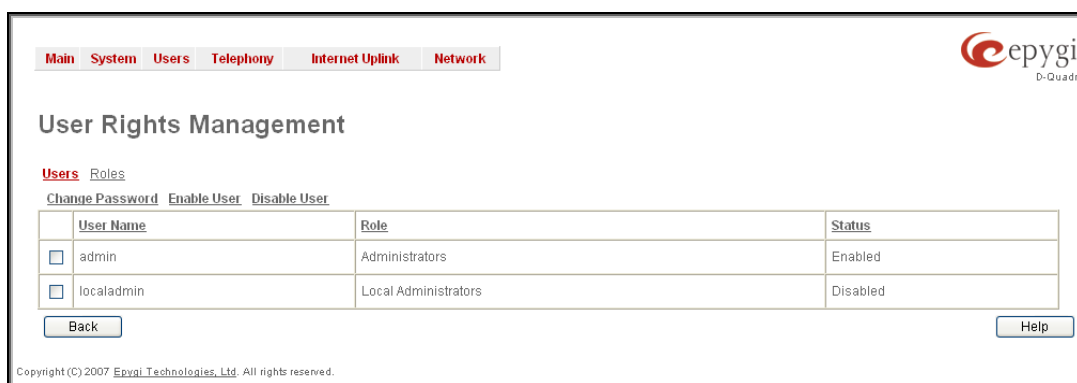 Main System Users Telephony Internet Uplink Network
epygi
User Rights Management
Users Roles
Change Password Enable User Disable User
User Name Role Status
admin Administrators Enabled
localadmin Local Administrators Disabled
Back Help
Copyright (C) 2007 Epygi Technologies, Ltd. All rights reserved.